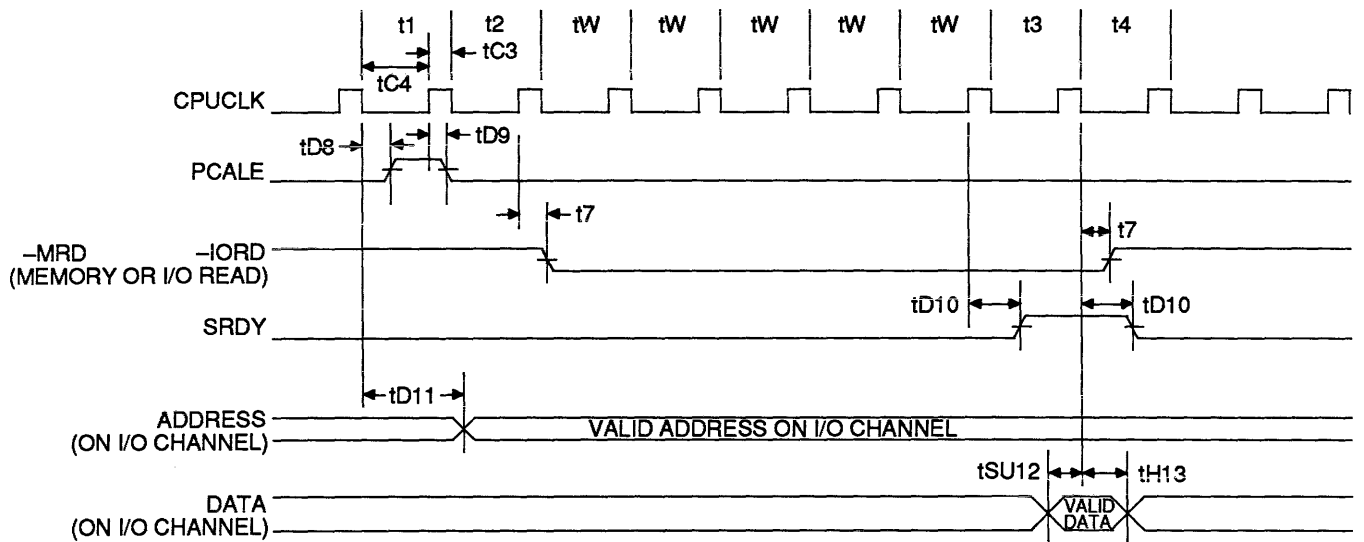 t1 t2 tW tW tW tW tW t3 t4
tC3
tC4
CPUCLK
tD8 tD9
PCALE
t7 t7
–MRD –IORD
(MEMORY OR I/O READ)
tD10 tD10
SRDY
tD11
ADDRESS
(ON I/O CHANNEL)
VALID ADDRESS ON I/O CHANNEL
tSU12 tH13
DATA
(ON I/O CHANNEL)
VALID
DATA